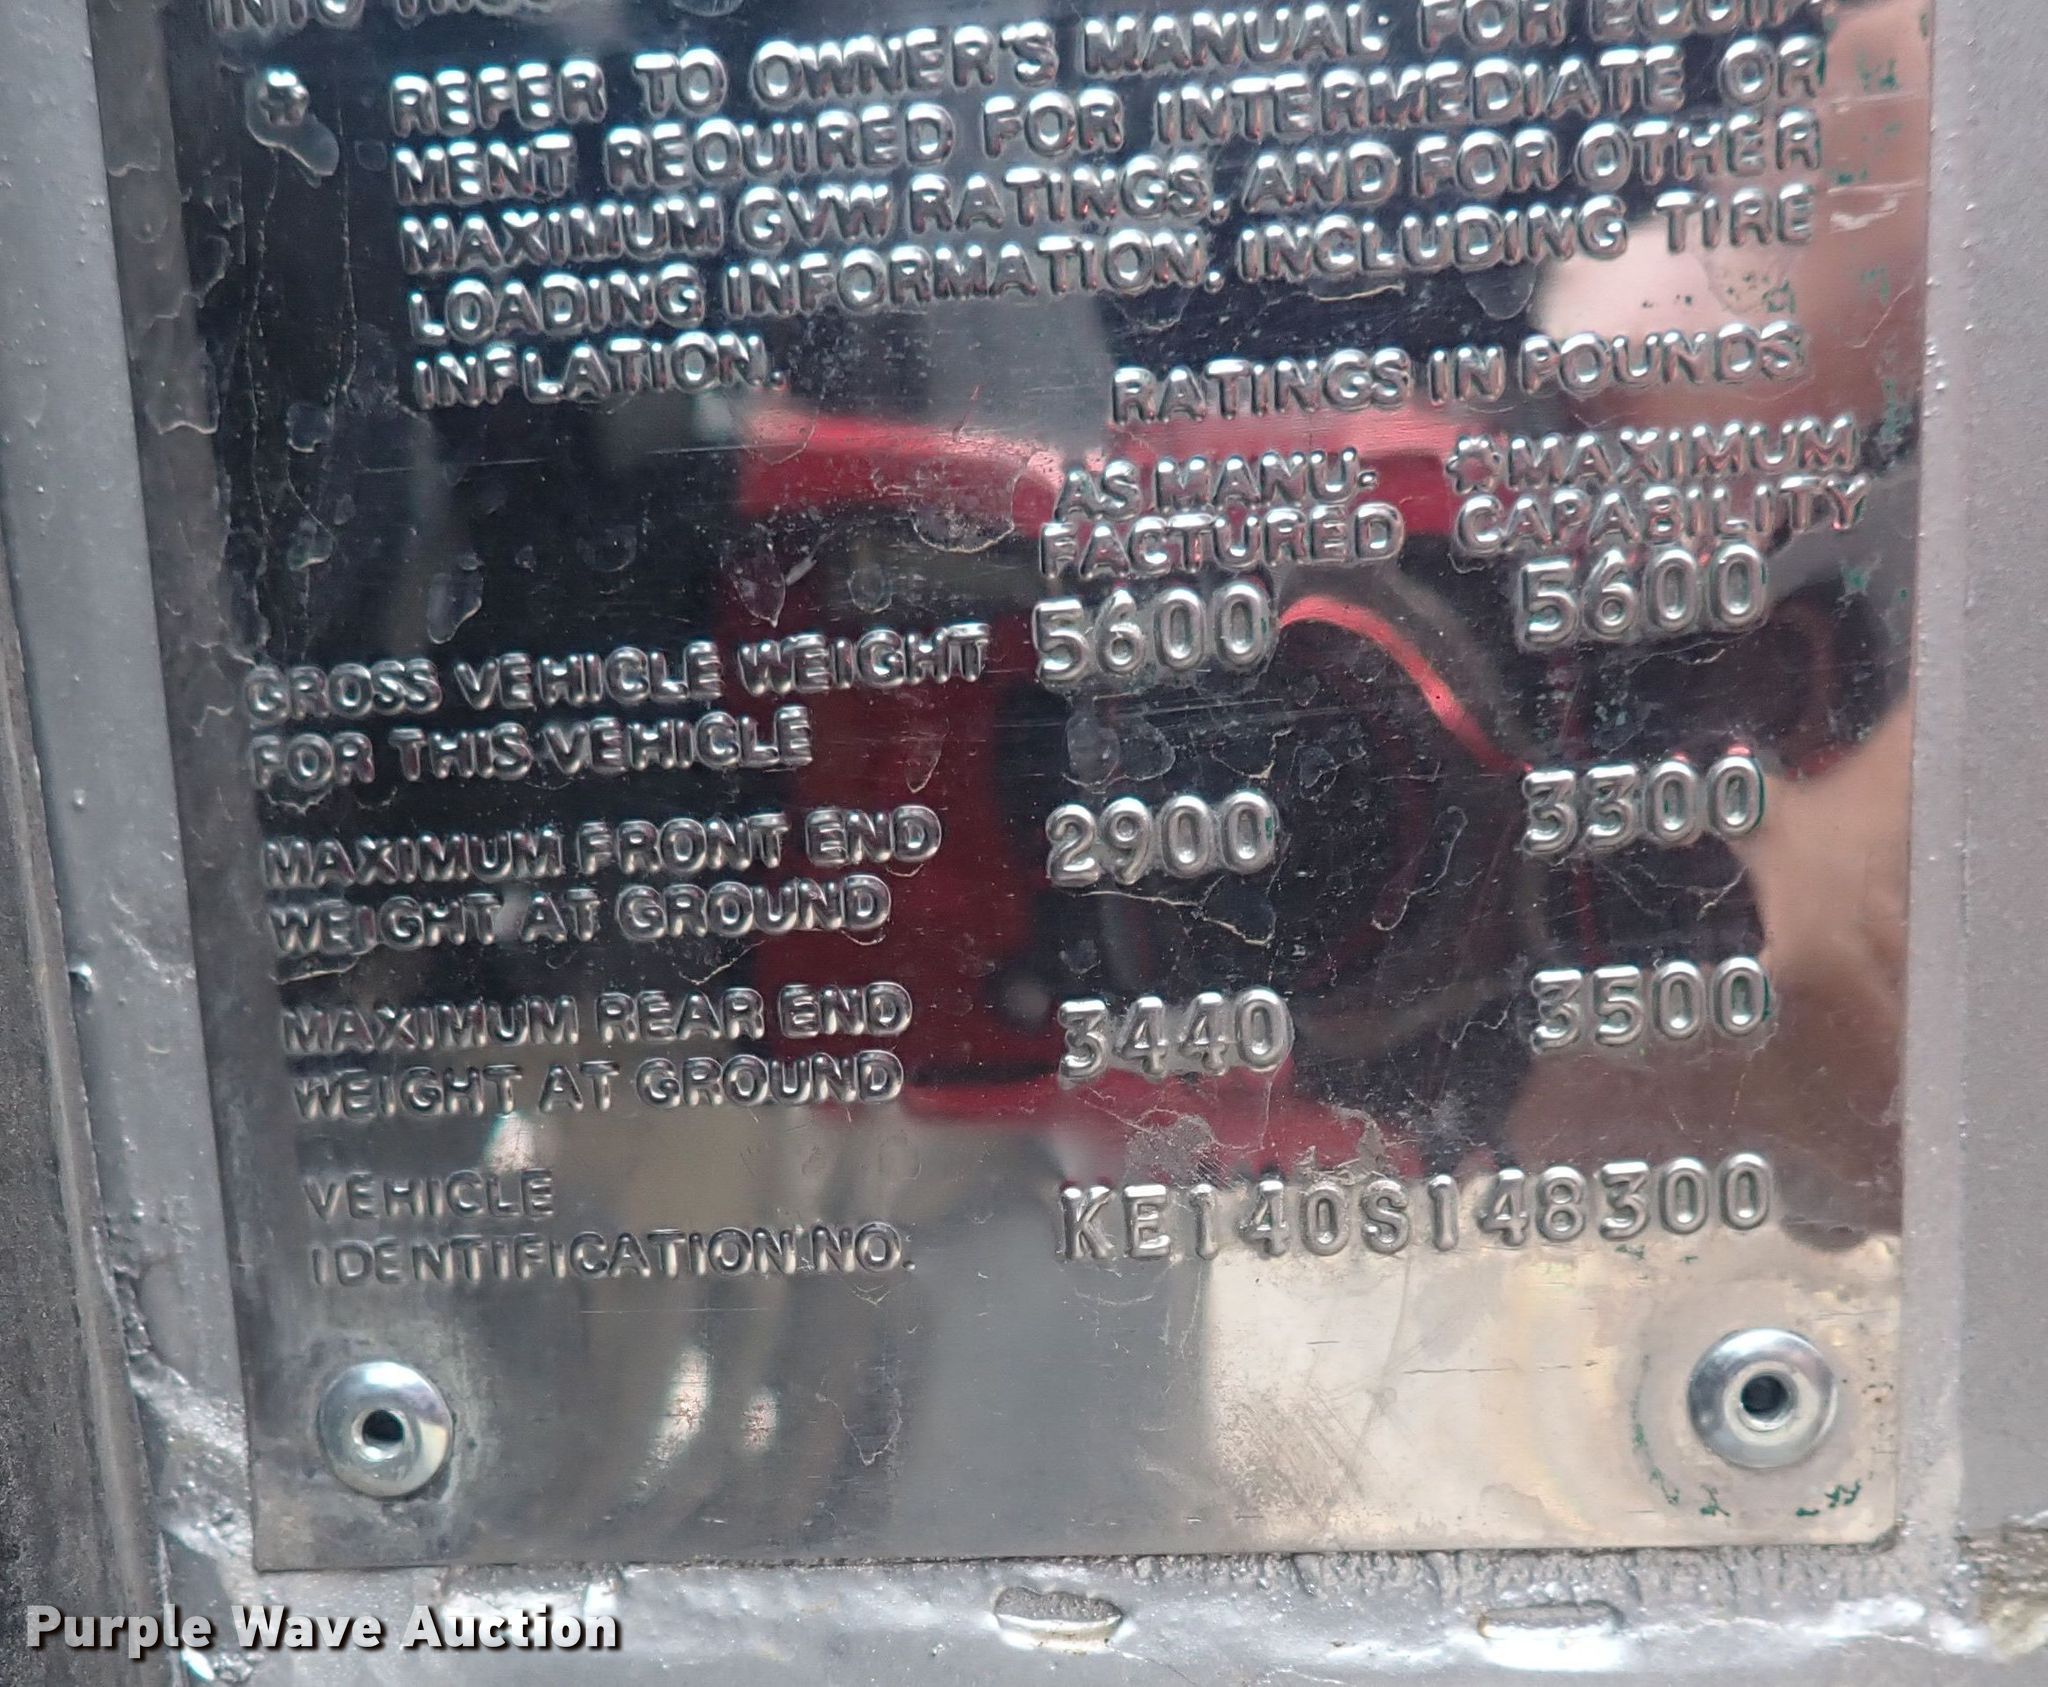 INTO THIS
* REFER TO OWNER'S MANUAL FOR EQUIP-
MENT REQUIRED FOR INTERMEDIATE OR
MAXIMUM GVW RATINGS, AND FOR OTHER
LOADING INFORMATION, INCLUDING TIRE
INFLATION.
RATINGS IN POUNDS
AS MANU- *MAXIMUM
FACTURED CAPABILITY
GROSS VEHICLE WEIGHT 5600 5600
FOR THIS VEHICLE
MAXIMUM FRONT END 2900 3300
WEIGHT AT GROUND
MAXIMUM REAR END 3440 3500
WEIGHT AT GROUND
VEHICLE
IDENTIFICATION NO. KE140S148300
Purple Wave Auction